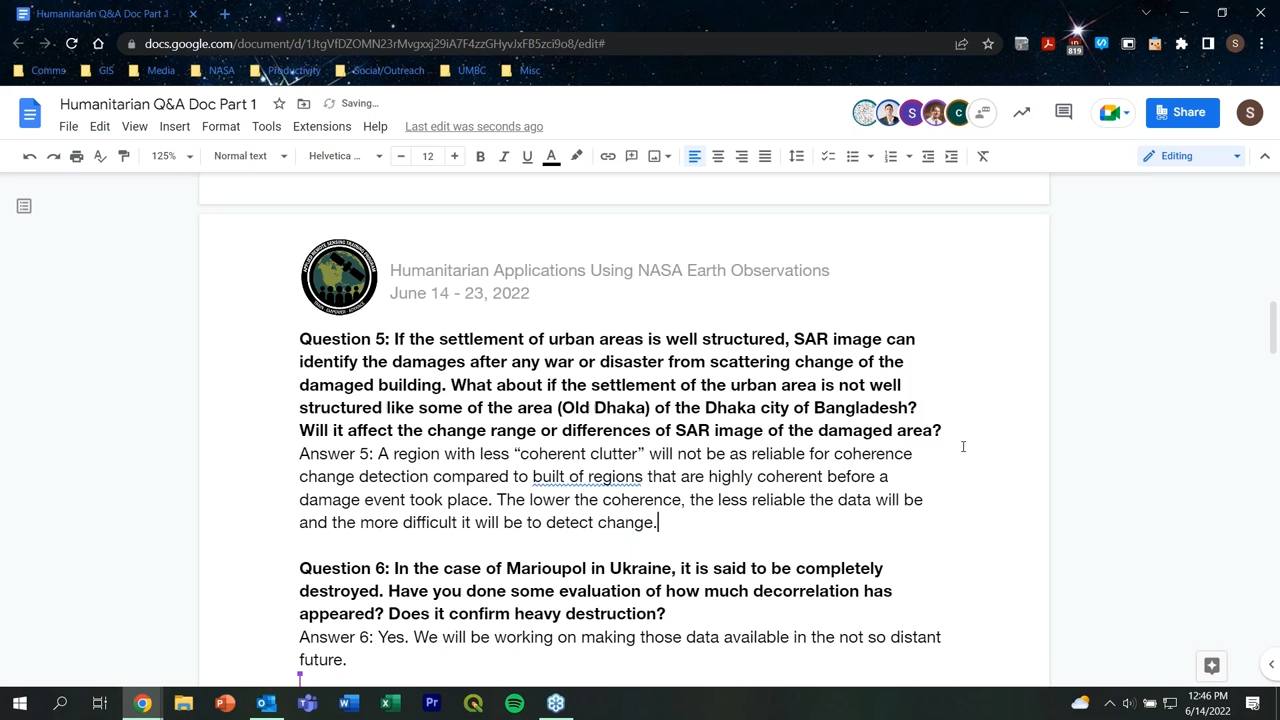 Humanitarian Q&A Doc Part 1 -
docs.google.com/document/d/1JtgVfDZOMN23rMvgxxj29iA7F4zzGHyvJxFB5zci9o8/edit#
819
S
Comms
GIS
Media
NASA
Productivity
Social/Outreach
UMBC
Misc
Humanitarian Q&A Doc Part 1
Saving...
S
C
Share
S
File Edit View Insert Format Tools Extensions Help Last edit was seconds ago
125% Normal text Helvetica ... 12 B I U A Editing
Humanitarian Applications Using NASA Earth Observations
June 14 - 23, 2022
Question 5: If the settlement of urban areas is well structured, SAR image can
identify the damages after any war or disaster from scattering change of the
damaged building. What about if the settlement of the urban area is not well
structured like some of the area (Old Dhaka) of the Dhaka city of Bangladesh?
Will it affect the change range or differences of SAR image of the damaged area?
Answer 5: A region with less “coherent clutter” will not be as reliable for coherence
change detection compared to built of regions that are highly coherent before a
damage event took place. The lower the coherence, the less reliable the data will be
and the more difficult it will be to detect change.
Question 6: In the case of Marioupol in Ukraine, it is said to be completely
destroyed. Have you done some evaluation of how much decorrelation has
appeared? Does it confirm heavy destruction?
Answer 6: Yes. We will be working on making those data available in the not so distant
future.
12:46 PM
6/14/2022